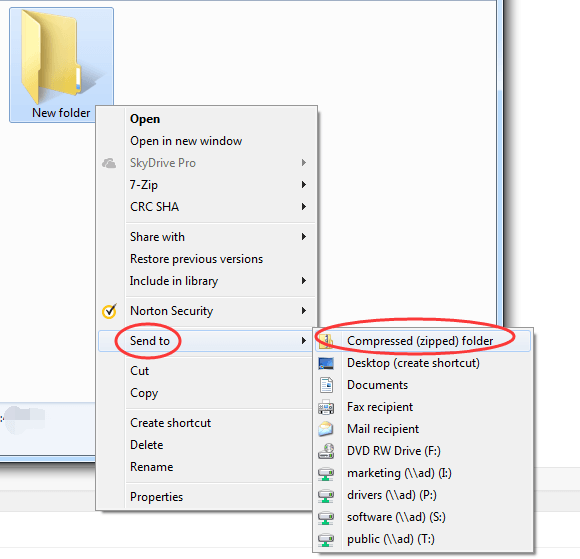 New folder
Open
Open in new window
SkyDrive Pro
7-Zip
CRC SHA
Share with
Restore previous versions
Include in library
Norton Security
Send to
Cut
Copy
Create shortcut
Delete
Rename
Properties
Compressed (zipped) folder
Desktop (create shortcut)
Documents
Fax recipient
Mail recipient
DVD RW Drive (F:)
marketing (\\ad) (I:)
drivers (\\ad) (P:)
software (\\ad) (S:)
public (\\ad) (T:)